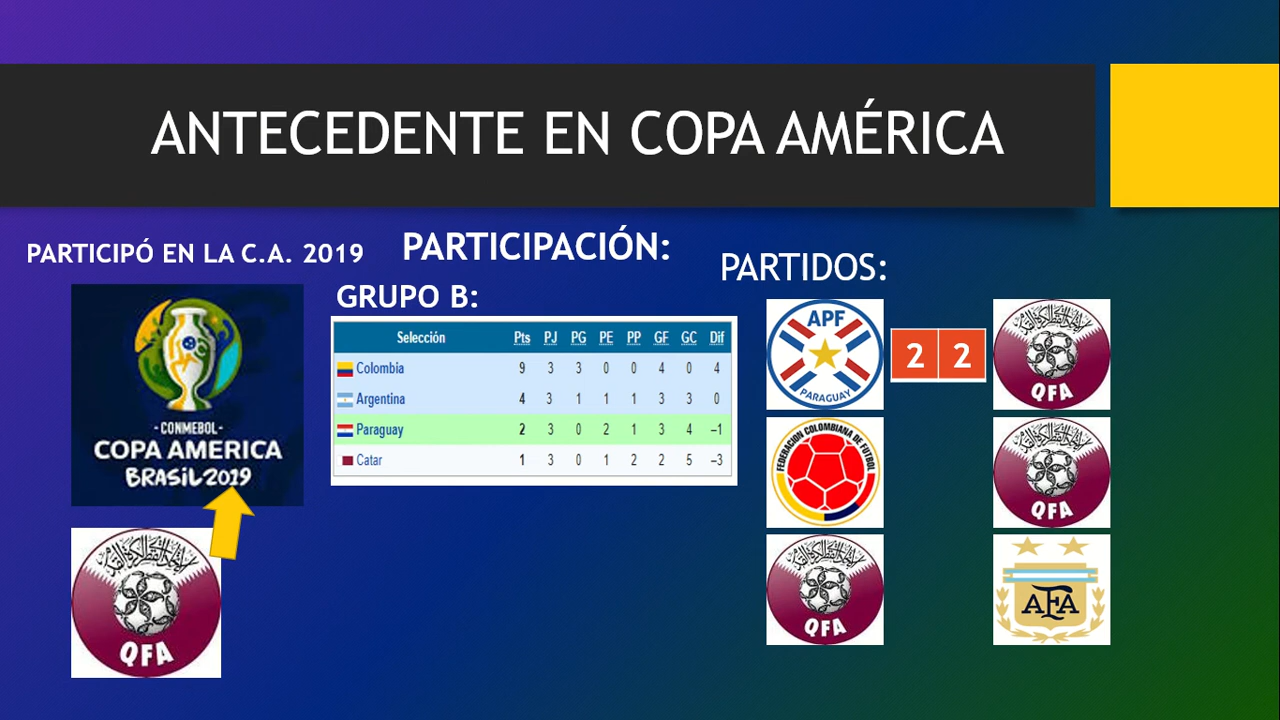 ANTECEDENTE EN COPA AMÉRICA
PARTICIPÓ EN LA C.A. 2019
PARTICIPACIÓN:
PARTIDOS:
GRUPO B:
-CONMEBOL-
COPA AMERICA
BRASIL 2019
QFA
Selección Pts PJ PG PE PP GF GC Dif
Colombia 9 3 3 0 0 4 0 4
Argentina 4 3 1 1 1 3 3 0
Paraguay 2 3 0 2 1 3 4 –1
Catar 1 3 0 1 2 2 5 –3
APF
PARAGUAY
2 2
QFA
FEDERACION COLOMBIANA DE FUTBOL
QFA
QFA
AFA